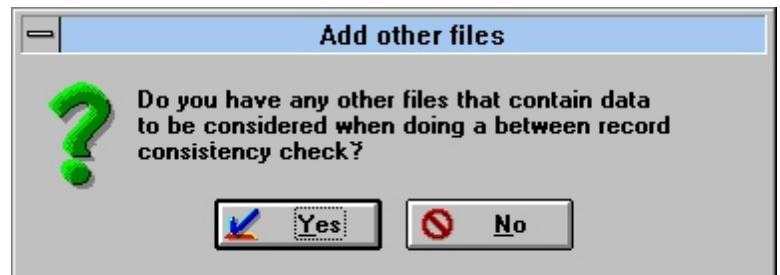 Add other files
Do you have any other files that contain data
to be considered when doing a between record
consistency check?
Yes
No